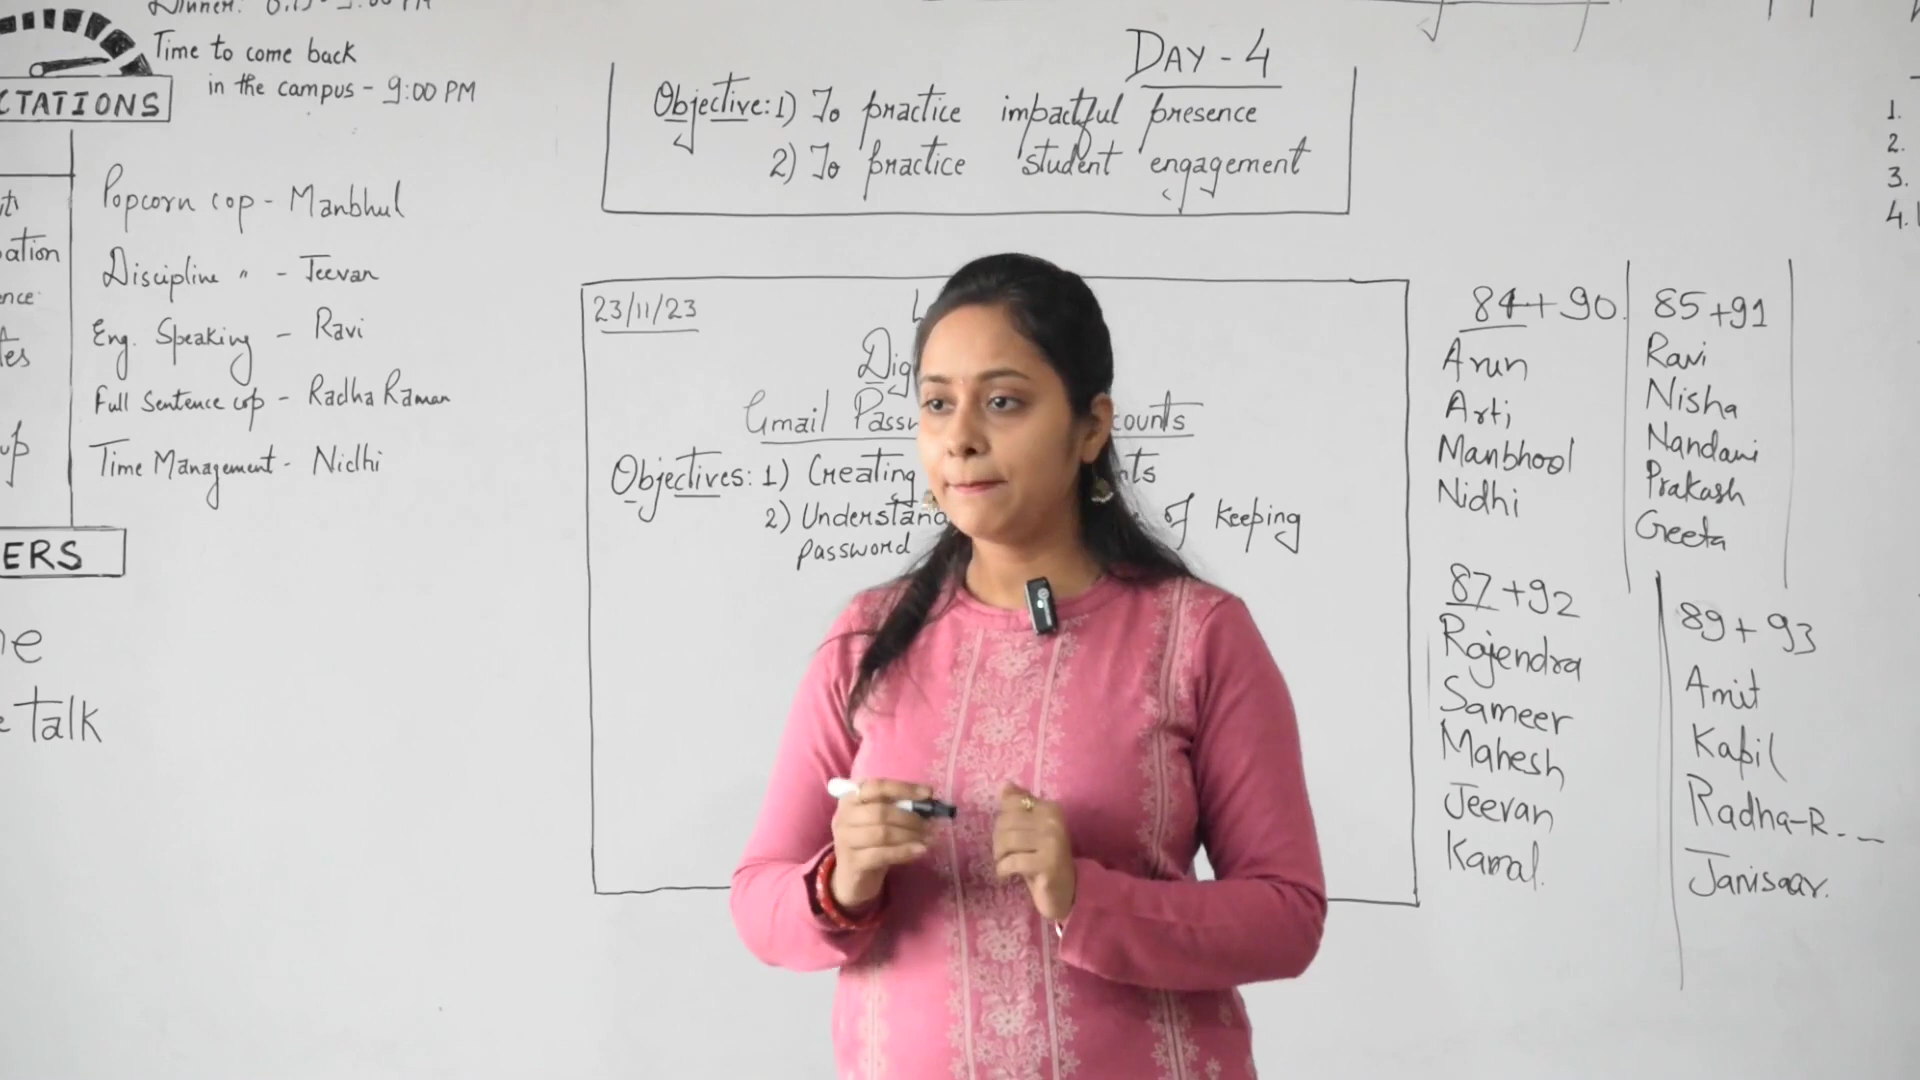 Time to come back
in the campus - 9:00 PM
Popcorn cop - Manbhul
Discipline " - Jeevan
Eng. Speaking - Ravi
Full Sentence cop - Radha Raman
Time Management - Nidhi
ERS
talk
DAY - 4
Objective: 1) To practice impactful presence
2) To practice student engagement
23/11/23
Gmail
Objectives: 1) Creating
2) Understand of keeping
password
84+90
Arun
Arti
Manbhool
Nidhi
85+91
Ravi
Nisha
Nandani
Prakash
Geeta
87+92
Rajendra
Sameer
Mahesh
Jeevan
Kamal.
89+93
Amit
Kapil
Radha-R.--
Janisaar.
1.
2.
3.
4.